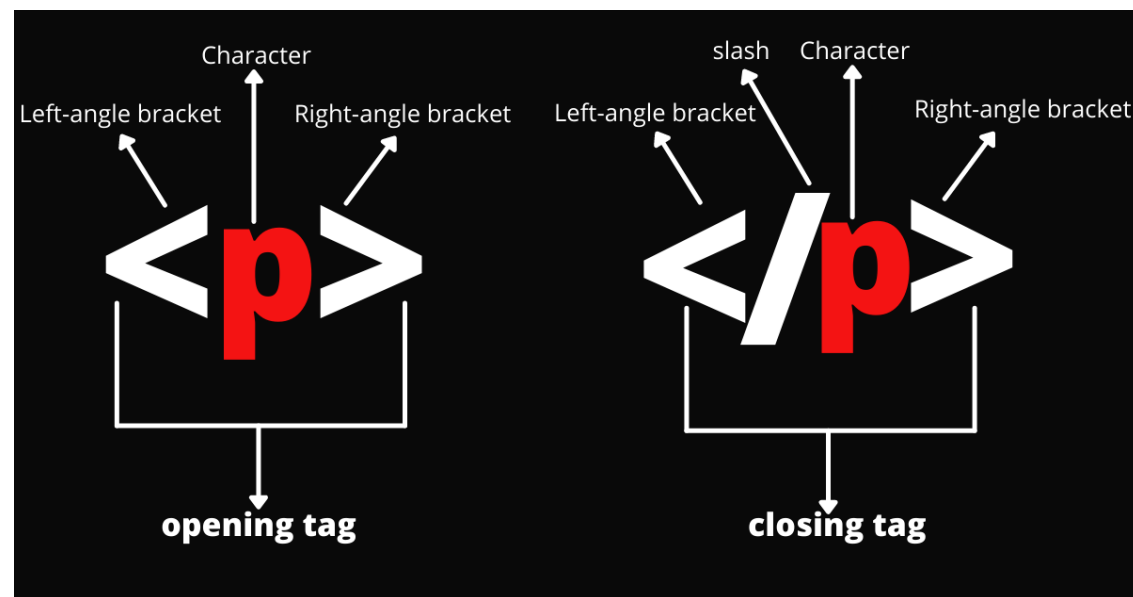 Character
Left-angle bracket
Right-angle bracket
<p>
opening tag
slash
Character
Left-angle bracket
Right-angle bracket
</p>
closing tag